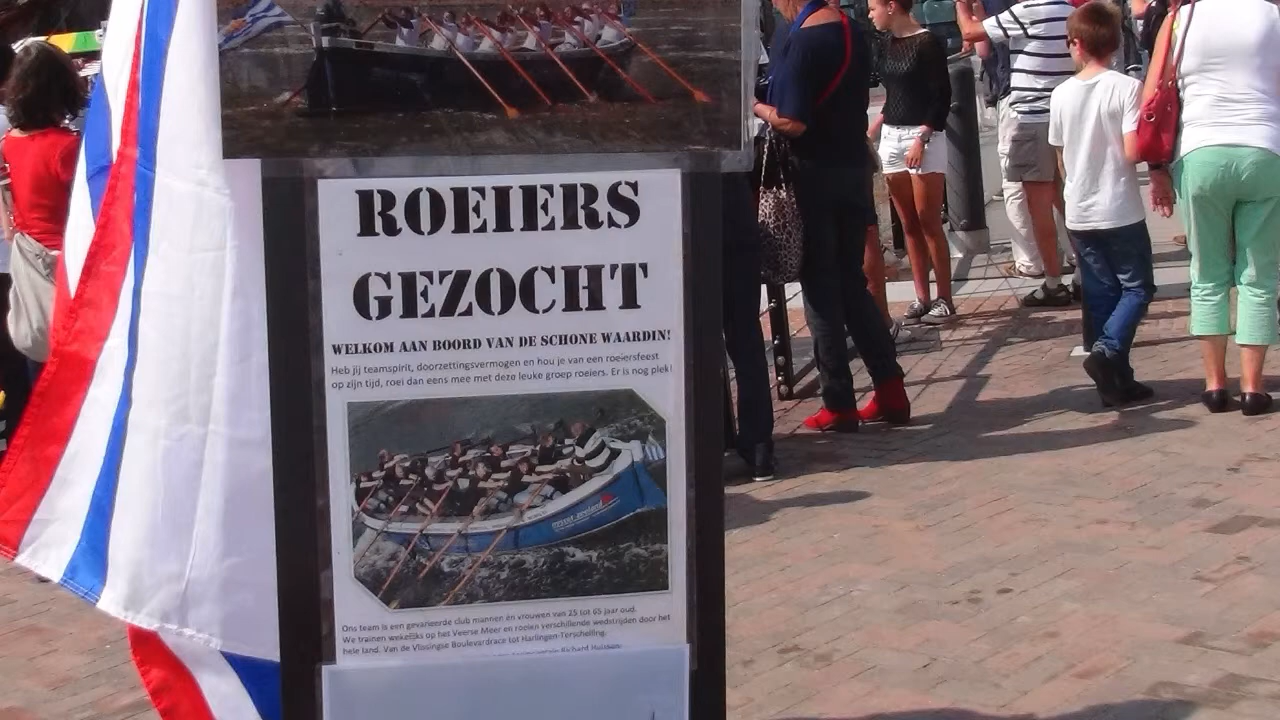 ROEIERS
GEZOCHT
WELKOM AAN BOORD VAN DE SCHONE WAARDIN!
Heb jij teamspirit, doorzettingsvermogen en hou je van een roeiersfeest
op zijn tijd, roei dan eens mee met deze leuke groep roeiers. Er is nog plek!
Ons team is een gevarieerde club mannen en vrouwen van 25 tot 65 jaar oud.
We trainen wekelijks op het Veerse Meer en roeien verschillende wedstrijden door het
hele land. Van de Vlissingse Boulevardrace tot Harlingen-Terschelling.
Richard